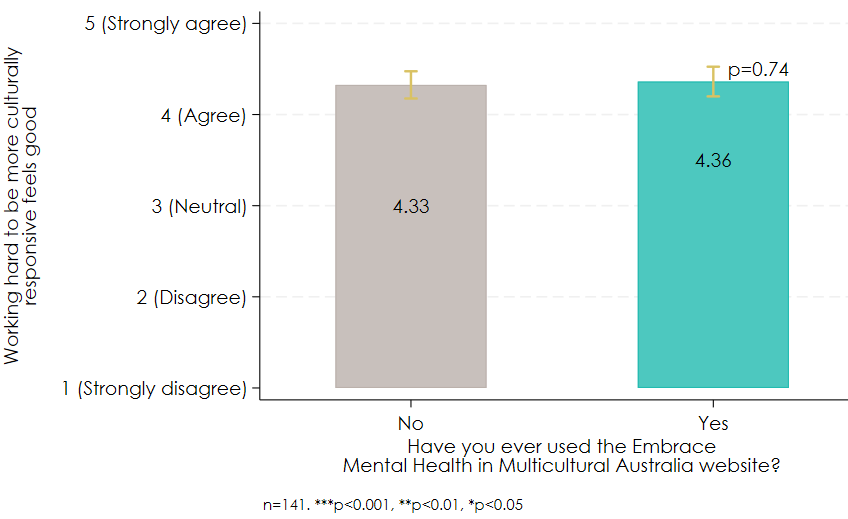 Working hard to be more culturally
responsive feels good
5 (Strongly agree)
4 (Agree)
3 (Neutral)
2 (Disagree)
1 (Strongly disagree)
4.33
4.36
p=0.74
No
Yes
Have you ever used the Embrace
Mental Health in Multicultural Australia website?
n=141. ***p<0.001, **p<0.01, *p<0.05